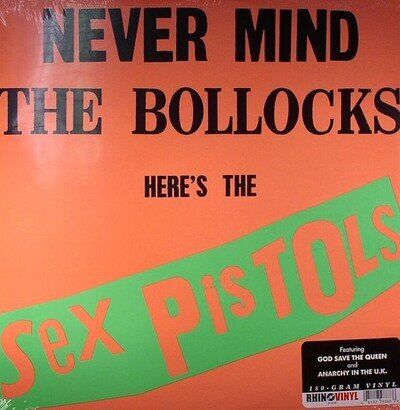 NEVER MIND
THE BOLLOCKS
HERE'S THE
Sex PisTOls
Featuring
GOD SAVE THE QUEEN
and
ANARCHY IN THE U.K.
180-GRAM VINYL
RHINO VINYL